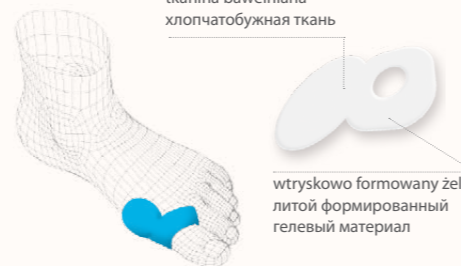 tkanina bawełniana
хлопчатобужная ткань
wtryskowo formowany żel
литой формированный
гелевый материал